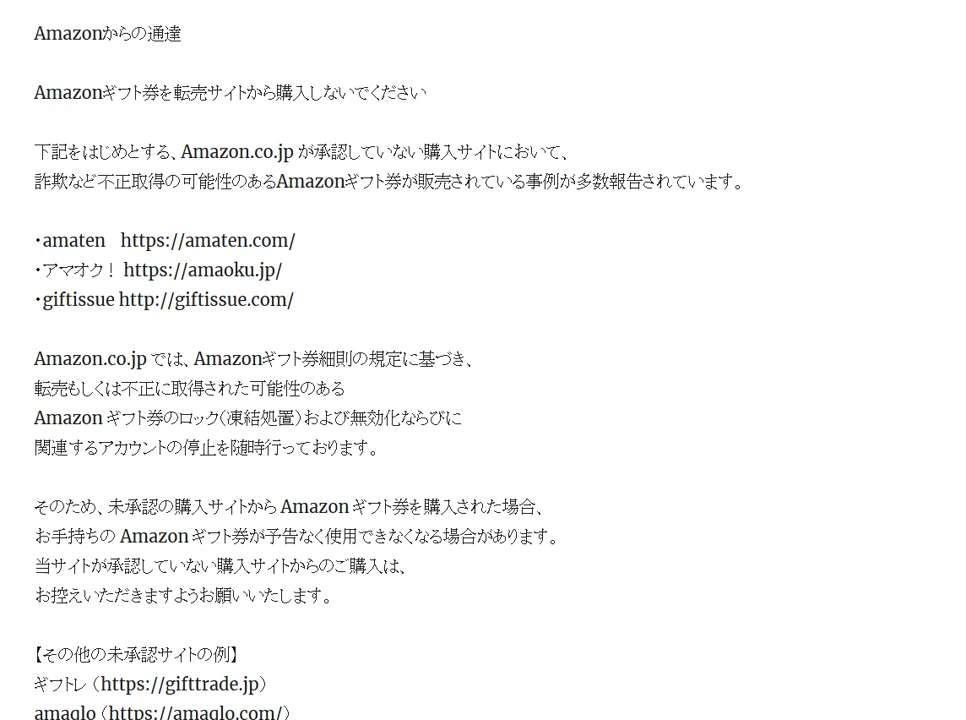 Amazonからの通達
Amazonギフト券を転売サイトから購入しないでください
下記をはじめとする、Amazon.co.jp が承認していない購入サイトにおいて、
詐欺など不正取得の可能性のあるAmazonギフト券が販売されている事例が多数報告されています。
・amaten　https://amaten.com/
・アマオク！ https://amaoku.jp/
・giftissue http://giftissue.com/
Amazon.co.jp では、Amazonギフト券細則の規定に基づき、
転売もしくは不正に取得された可能性のある
Amazon ギフト券のロック（凍結処置）および無効化ならびに
関連するアカウントの停止を随時行っております。
そのため、未承認の購入サイトから Amazon ギフト券を購入された場合、
お手持ちの Amazon ギフト券が予告なく使用できなくなる場合があります。
当サイトが承認していない購入サイトからのご購入は、
お控えいただきますようお願いいたします。
【その他の未承認サイトの例】
ギフトレ （https://gifttrade.jp）
amaqlo （https://amaqlo.com/）